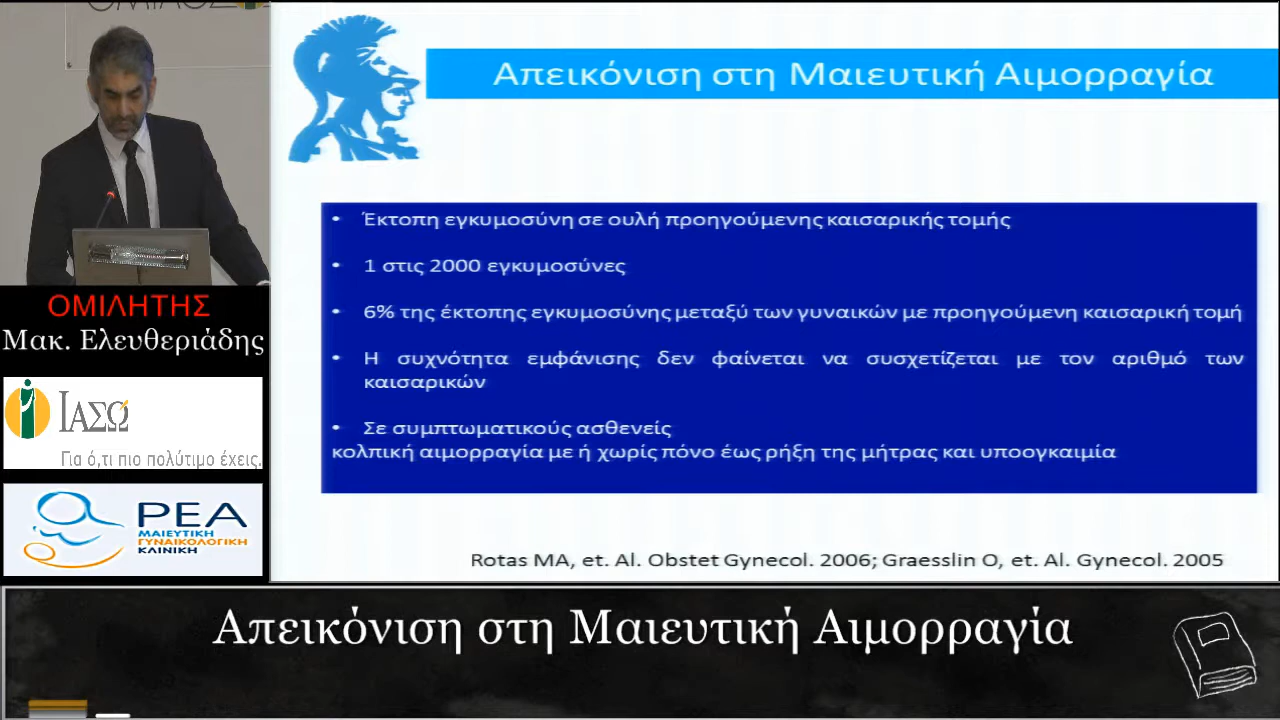 Απεικόνιση στη Μαιευτική Αιμορραγία
• Έκτοπη εγκυμοσύνη σε ουλή προηγούμενης καισαρικής τομής
• 1 στις 2000 εγκυμοσύνες
• 6% της έκτοπης εγκυμοσύνης μεταξύ των γυναικών με προηγούμενη καισαρική τομή
• Η συχνότητα εμφάνισης δεν φαίνεται να συσχετίζεται με τον αριθμό των
καισαρικών
• Σε συμπτωματικούς ασθενείς
κολπική αιμορραγία με ή χωρίς πόνο έως ρήξη της μήτρας και υποογκαιμία
Rotas MA, et. Al. Obstet Gynecol. 2006; Graesslin O, et. Al. Gynecol. 2005
ΟΜΙΛΗΤΗΣ
Μακ. Ελευθεριάδης
ΙΑΣΩ
Για ό,τι πιο πολύτιμο έχεις.
ΡΕΑ
ΜΑΙΕΥΤΙΚΗ
ΓΥΝΑΙΚΟΛΟΓΙΚΗ
ΚΛΙΝΙΚΗ
Απεικόνιση στη Μαιευτική Αιμορραγία